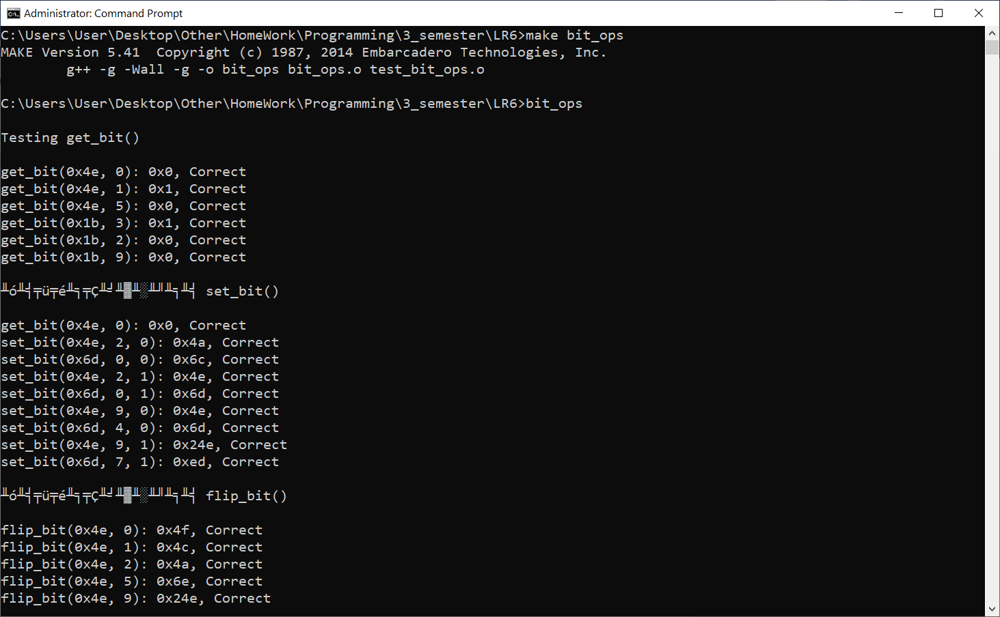 Administrator: Command Prompt
C:\Users\User\Desktop\Other\HomeWork\Programming\3_semester\LR6>make bit_ops
MAKE Version 5.41  Copyright (c) 1987, 2014 Embarcadero Technologies, Inc.
        g++ -g -Wall -g -o bit_ops bit_ops.o test_bit_ops.o
C:\Users\User\Desktop\Other\HomeWork\Programming\3_semester\LR6>bit_ops
Testing get_bit()
get_bit(0x4e, 0): 0x0, Correct
get_bit(0x4e, 1): 0x1, Correct
get_bit(0x4e, 5): 0x0, Correct
get_bit(0x1b, 3): 0x1, Correct
get_bit(0x1b, 2): 0x0, Correct
get_bit(0x1b, 9): 0x0, Correct
set_bit()
get_bit(0x4e, 0): 0x0, Correct
set_bit(0x4e, 2, 0): 0x4a, Correct
set_bit(0x6d, 0, 0): 0x6c, Correct
set_bit(0x4e, 2, 1): 0x4e, Correct
set_bit(0x6d, 0, 1): 0x6d, Correct
set_bit(0x4e, 9, 0): 0x4e, Correct
set_bit(0x6d, 4, 0): 0x6d, Correct
set_bit(0x4e, 9, 1): 0x24e, Correct
set_bit(0x6d, 7, 1): 0xed, Correct
flip_bit()
flip_bit(0x4e, 0): 0x4f, Correct
flip_bit(0x4e, 1): 0x4c, Correct
flip_bit(0x4e, 2): 0x4a, Correct
flip_bit(0x4e, 5): 0x6e, Correct
flip_bit(0x4e, 9): 0x24e, Correct